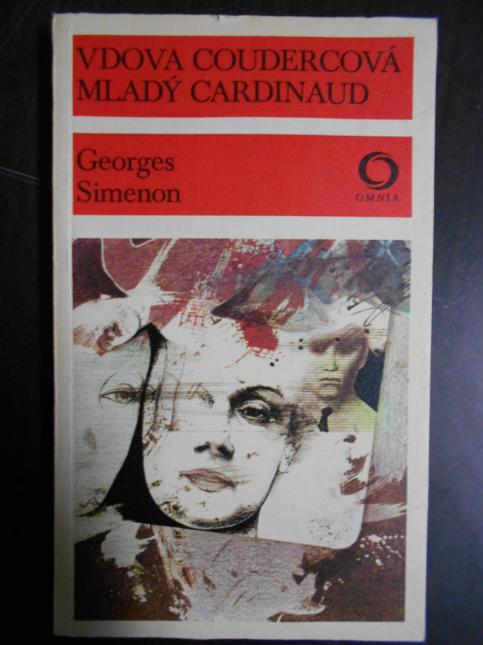 VDOVA COUDERCOVÁ
MLADÝ CARDINAUD
Georges
Simenon
OMNIA